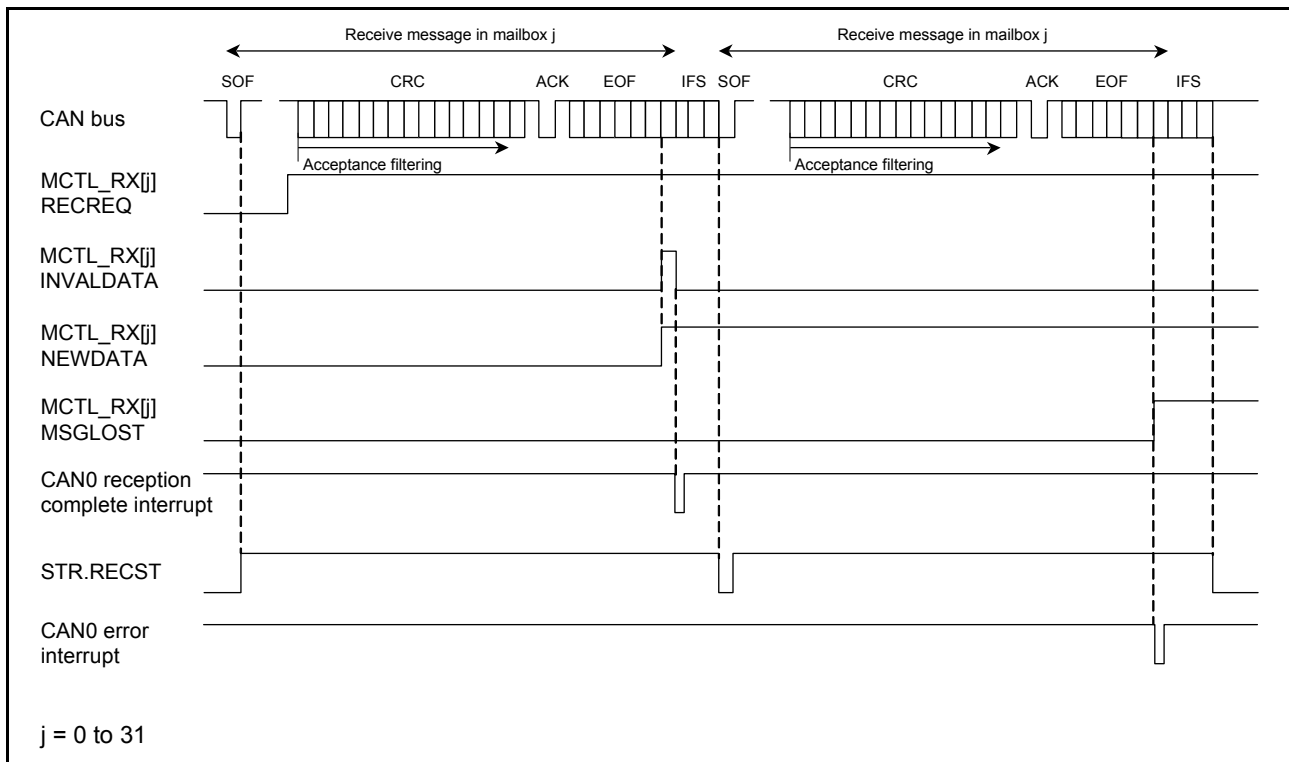 Receive message in mailbox j Receive message in mailbox j
SOF CRC ACK EOF IFS SOF CRC ACK EOF IFS
CAN bus
Acceptance filtering Acceptance filtering
MCTL_RX[j]
RECREQ
MCTL_RX[j]
INVALDATA
MCTL_RX[j]
NEWDATA
MCTL_RX[j]
MSGLOST
CAN0 reception
complete interrupt
STR.RECST
CAN0 error
interrupt
j = 0 to 31